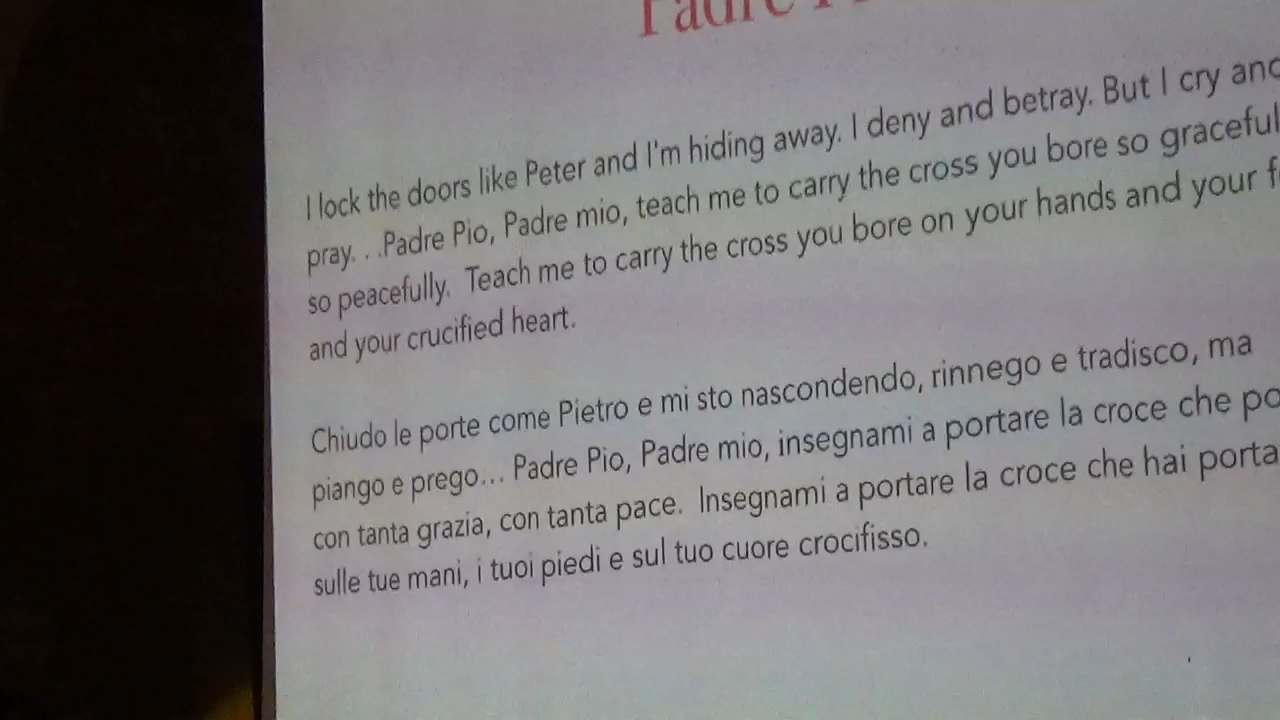 Padre
I lock the doors like Peter and I'm hiding away. I deny and betray. But I cry and
pray. . .Padre Pio, Padre mio, teach me to carry the cross you bore so graceful
so peacefully. Teach me to carry the cross you bore on your hands and your
and your crucified heart.
Chiudo le porte come Pietro e mi sto nascondendo, rinnego e tradisco, ma
piango e prego... Padre Pio, Padre mio, insegnami a portare la croce che
con tanta grazia, con tanta pace. Insegnami a portare la croce che hai porta
sulle tue mani, i tuoi piedi e sul tuo cuore crocifisso.